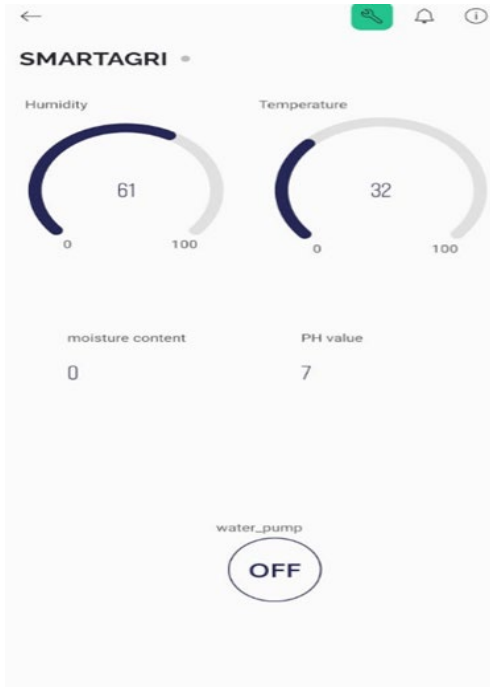 SMARTAGRI
Humidity Temperature
61 32
0 100 0 100
moisture content PH value
0 7
water_pump
OFF